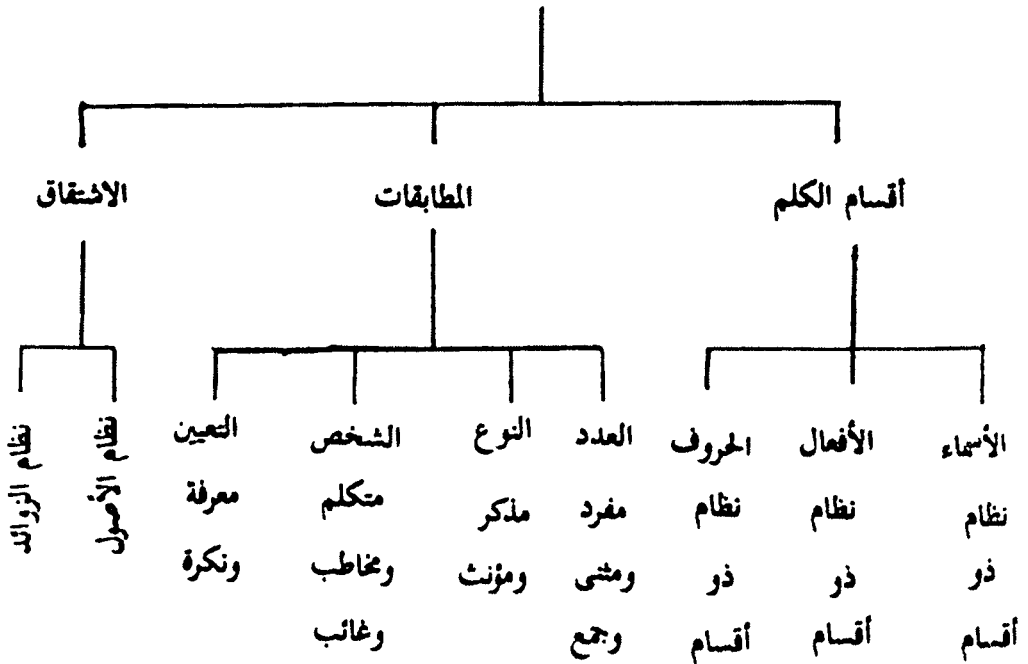 أقسام الكلم
المطابقات
الاشتقاق
الأسماء
نظام
ذو
أقسام
الأفعال
نظام
ذو
أقسام
الحروف
نظام
ذو
أقسام
العدد
مفرد
ومثنى
وجمع
النوع
مذكر
ومؤنث
الشخص
متكلم
ومخاطب
وغائب
التعيين
معرفة
ونكرة
نظام الأصول
نظام الزوائد